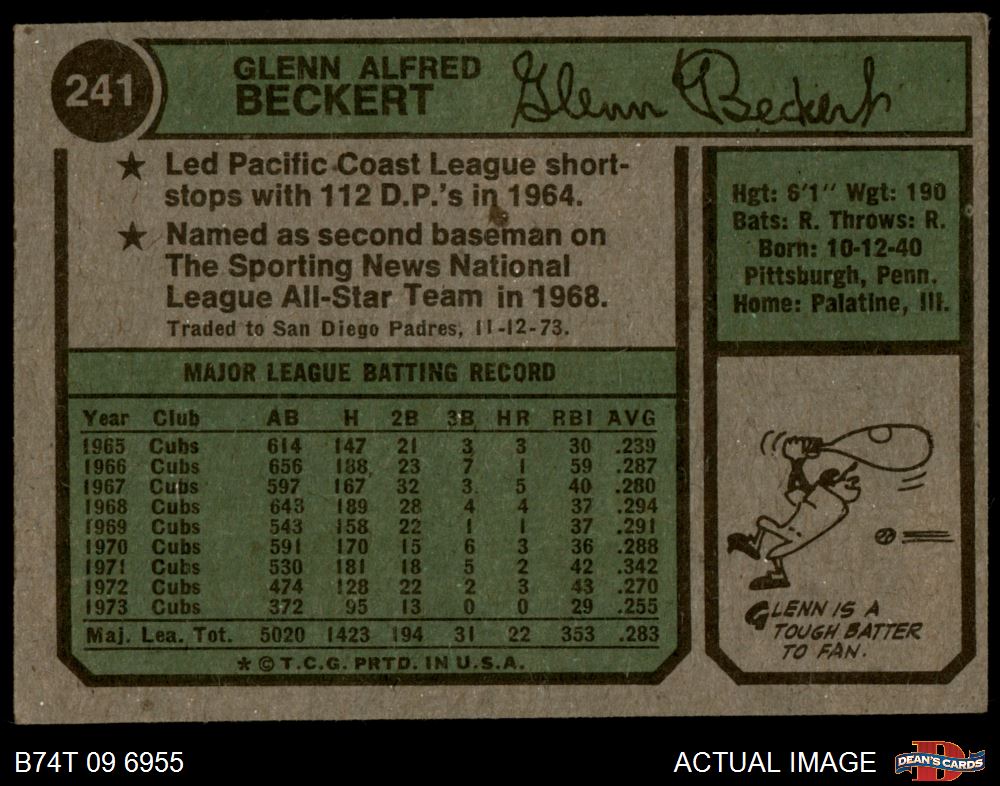 241
GLENN ALFRED
BECKERT
Glenn Beckert
★ Led Pacific Coast League short-
stops with 112 D.P.'s in 1964.
★ Named as second baseman on
The Sporting News National
League All-Star Team in 1968.
Traded to San Diego Padres, 11-12-73.
Hgt: 6'1" Wgt: 190
Bats: R. Throws: R.
Born: 10-12-40
Pittsburgh, Penn.
Home: Palatine, Ill.
MAJOR LEAGUE BATTING RECORD
Year Club AB H 2B 3B HR RBI AVG
1965 Cubs 614 147 21 3 3 30 .239
1966 Cubs 656 188 23 7 1 59 .287
1967 Cubs 597 167 32 3 5 40 .280
1968 Cubs 643 189 28 4 4 37 .294
1969 Cubs 543 158 22 1 1 37 .291
1970 Cubs 591 170 15 6 3 36 .288
1971 Cubs 530 181 18 5 2 42 .342
1972 Cubs 474 128 22 2 3 43 .270
1973 Cubs 372 95 13 0 0 29 .255
Maj. Lea. Tot. 5020 1423 194 31 22 353 .283
* © T.C.G. PRTD. IN U.S.A.
GLENN IS A
TOUGH BATTER
TO FAN.
B74T 09 6955
ACTUAL IMAGE
D
DEAN'S CARDS